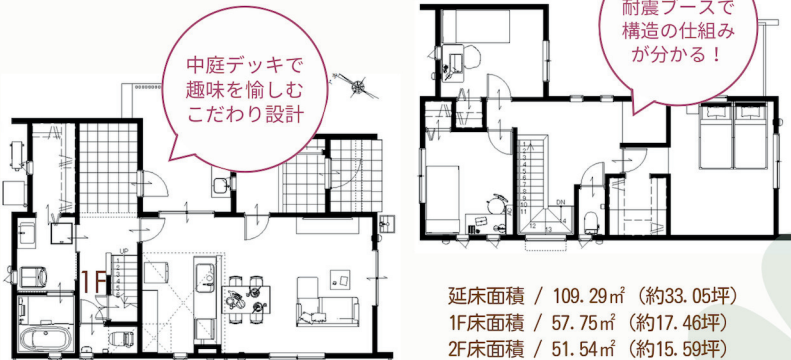 中庭デッキで
趣味を愉しむ
こだわり設計
耐震ブースで
構造の仕組み
が分かる！
1F
UP
DN
12
13
14
延床面積 / 109.29㎡ (約33.05坪)
1F床面積 / 57.75㎡ (約17.46坪)
2F床面積 / 51.54㎡ (約15.59坪)